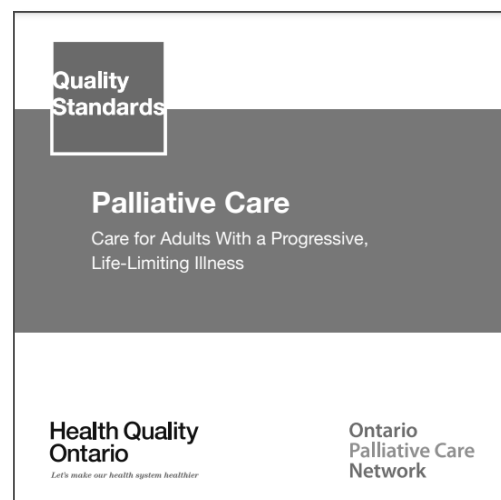 Quality
Standards
Palliative Care
Care for Adults With a Progressive,
Life-Limiting Illness
Health Quality
Ontario
Let's make our health system healthier
Ontario
Palliative Care
Network